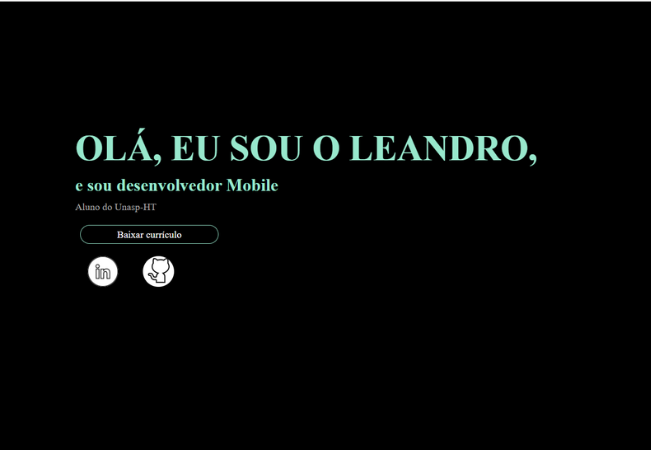 OLÁ, EU SOU O LEANDRO,
e sou desenvolvedor Mobile
Aluno do Unasp-HT
Baixar currículo
in